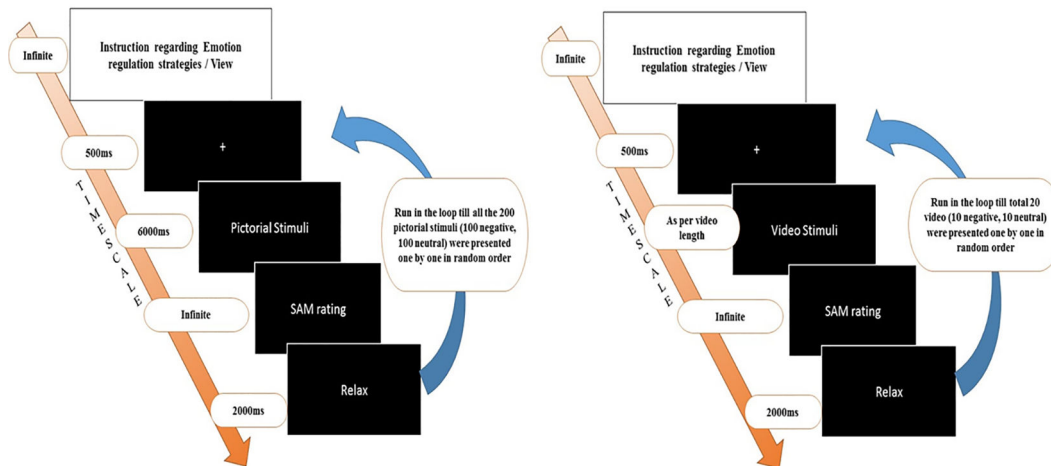 Instruction regarding Emotion
regulation strategies / View
Infinite
+
500ms
Pictorial Stimuli
6000ms
SAM rating
Infinite
Relax
2000ms
TIMESCALE
Run in the loop till all the 200
pictorial stimuli (100 negative,
100 neutral) were presented
one by one in random order
Instruction regarding Emotion
regulation strategies / View
Infinite
+
500ms
Video Stimuli
As per video
length
SAM rating
Infinite
Relax
2000ms
TIMESCALE
Run in the loop till total 20
video (10 negative, 10 neutral)
were presented one by one in
random order